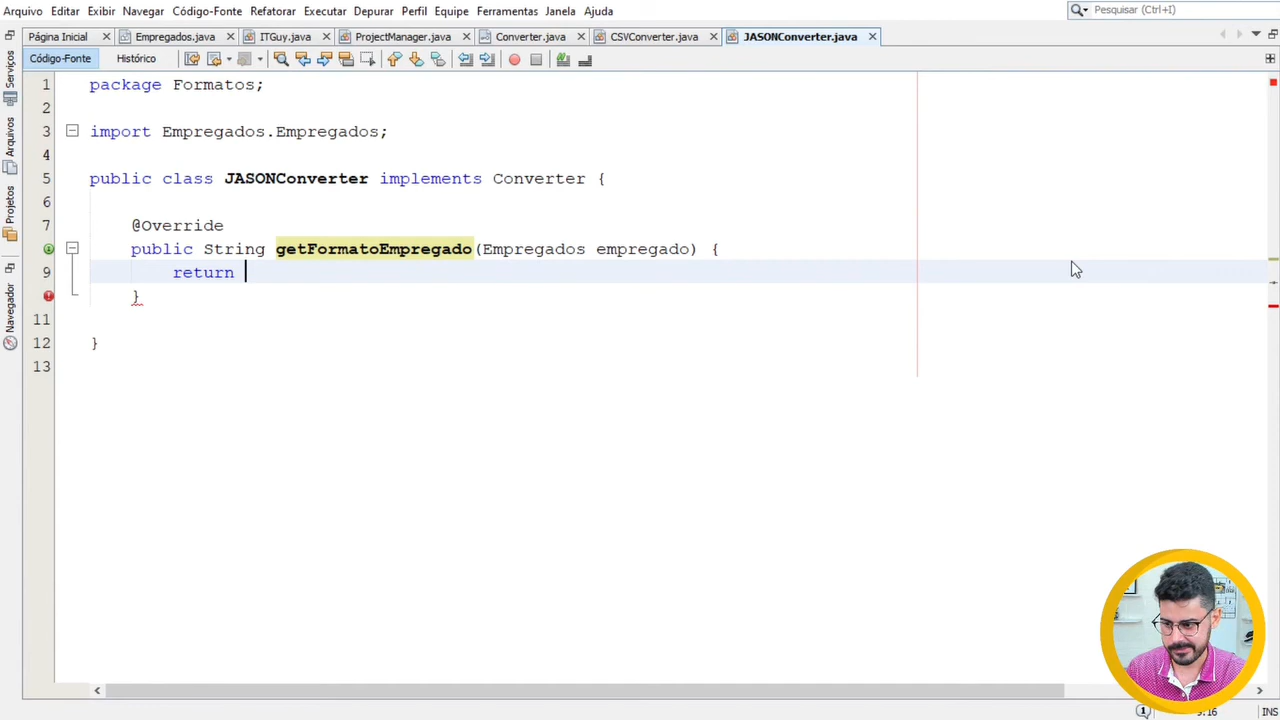 Arquivo Editar Exibir Navegar Código-Fonte Refatorar Executar Depurar Perfil Equipe Ferramentas Janela Ajuda
Pesquisar (Ctrl+I)
Página Inicial Empregados.java ITGuy.java ProjectManager.java Converter.java CSVConverter.java JASONConverter.java
Código-Fonte Histórico
Serviços
Arquivos
Projetos
Navegador
1 package Formatos;
2
3 import Empregados.Empregados;
4
5 public class JASONConverter implements Converter {
6
7 @Override
public String getFormatoEmpregado(Empregados empregado) {
9 return
}
11
12 }
13
9:16 INS